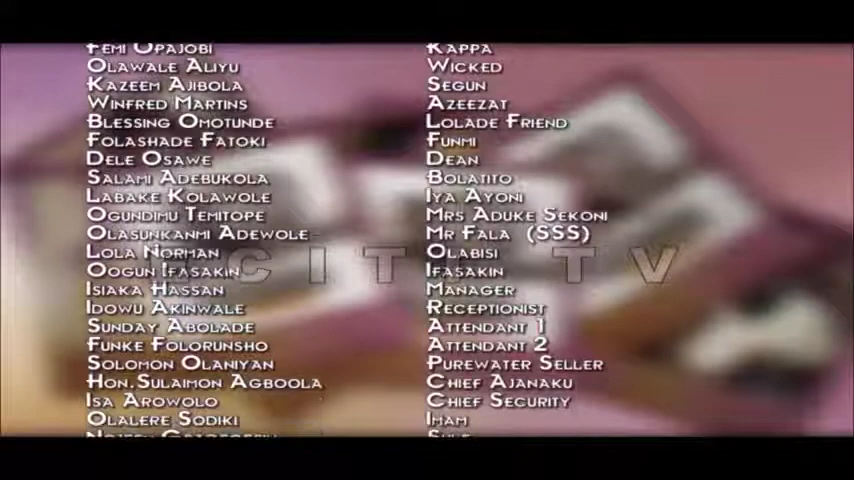 Femi Opajobi Kappa
Olawale Aliyu Wicked
Kazeem Ajibola Segun
Winfred Martins Azeezat
Blessing Omotunde Lolade Friend
Folashade Fatoki Funmi
Dele Osawe Dean
Salami Adebukola Bolatito
Labake Kolawole Iya Ayoni
Ogundimu Temitope Mrs Aduke Sekoni
Olasunkanmi Adewole Mr Fala (SSS)
Lola Norman Olabisi
Oogun Ifasakin Ifasakin
CIT TV
Isiaka Hassan Manager
Idowu Akinwale Receptionist
Sunday Abolade Attendant 1
Funke Folorunsho Attendant 2
Solomon Olaniyan Purewater Seller
Hon.Sulaimon Agboola Chief Ajanaku
Isa Arowolo Chief Security
Olalere Sodiki Imam